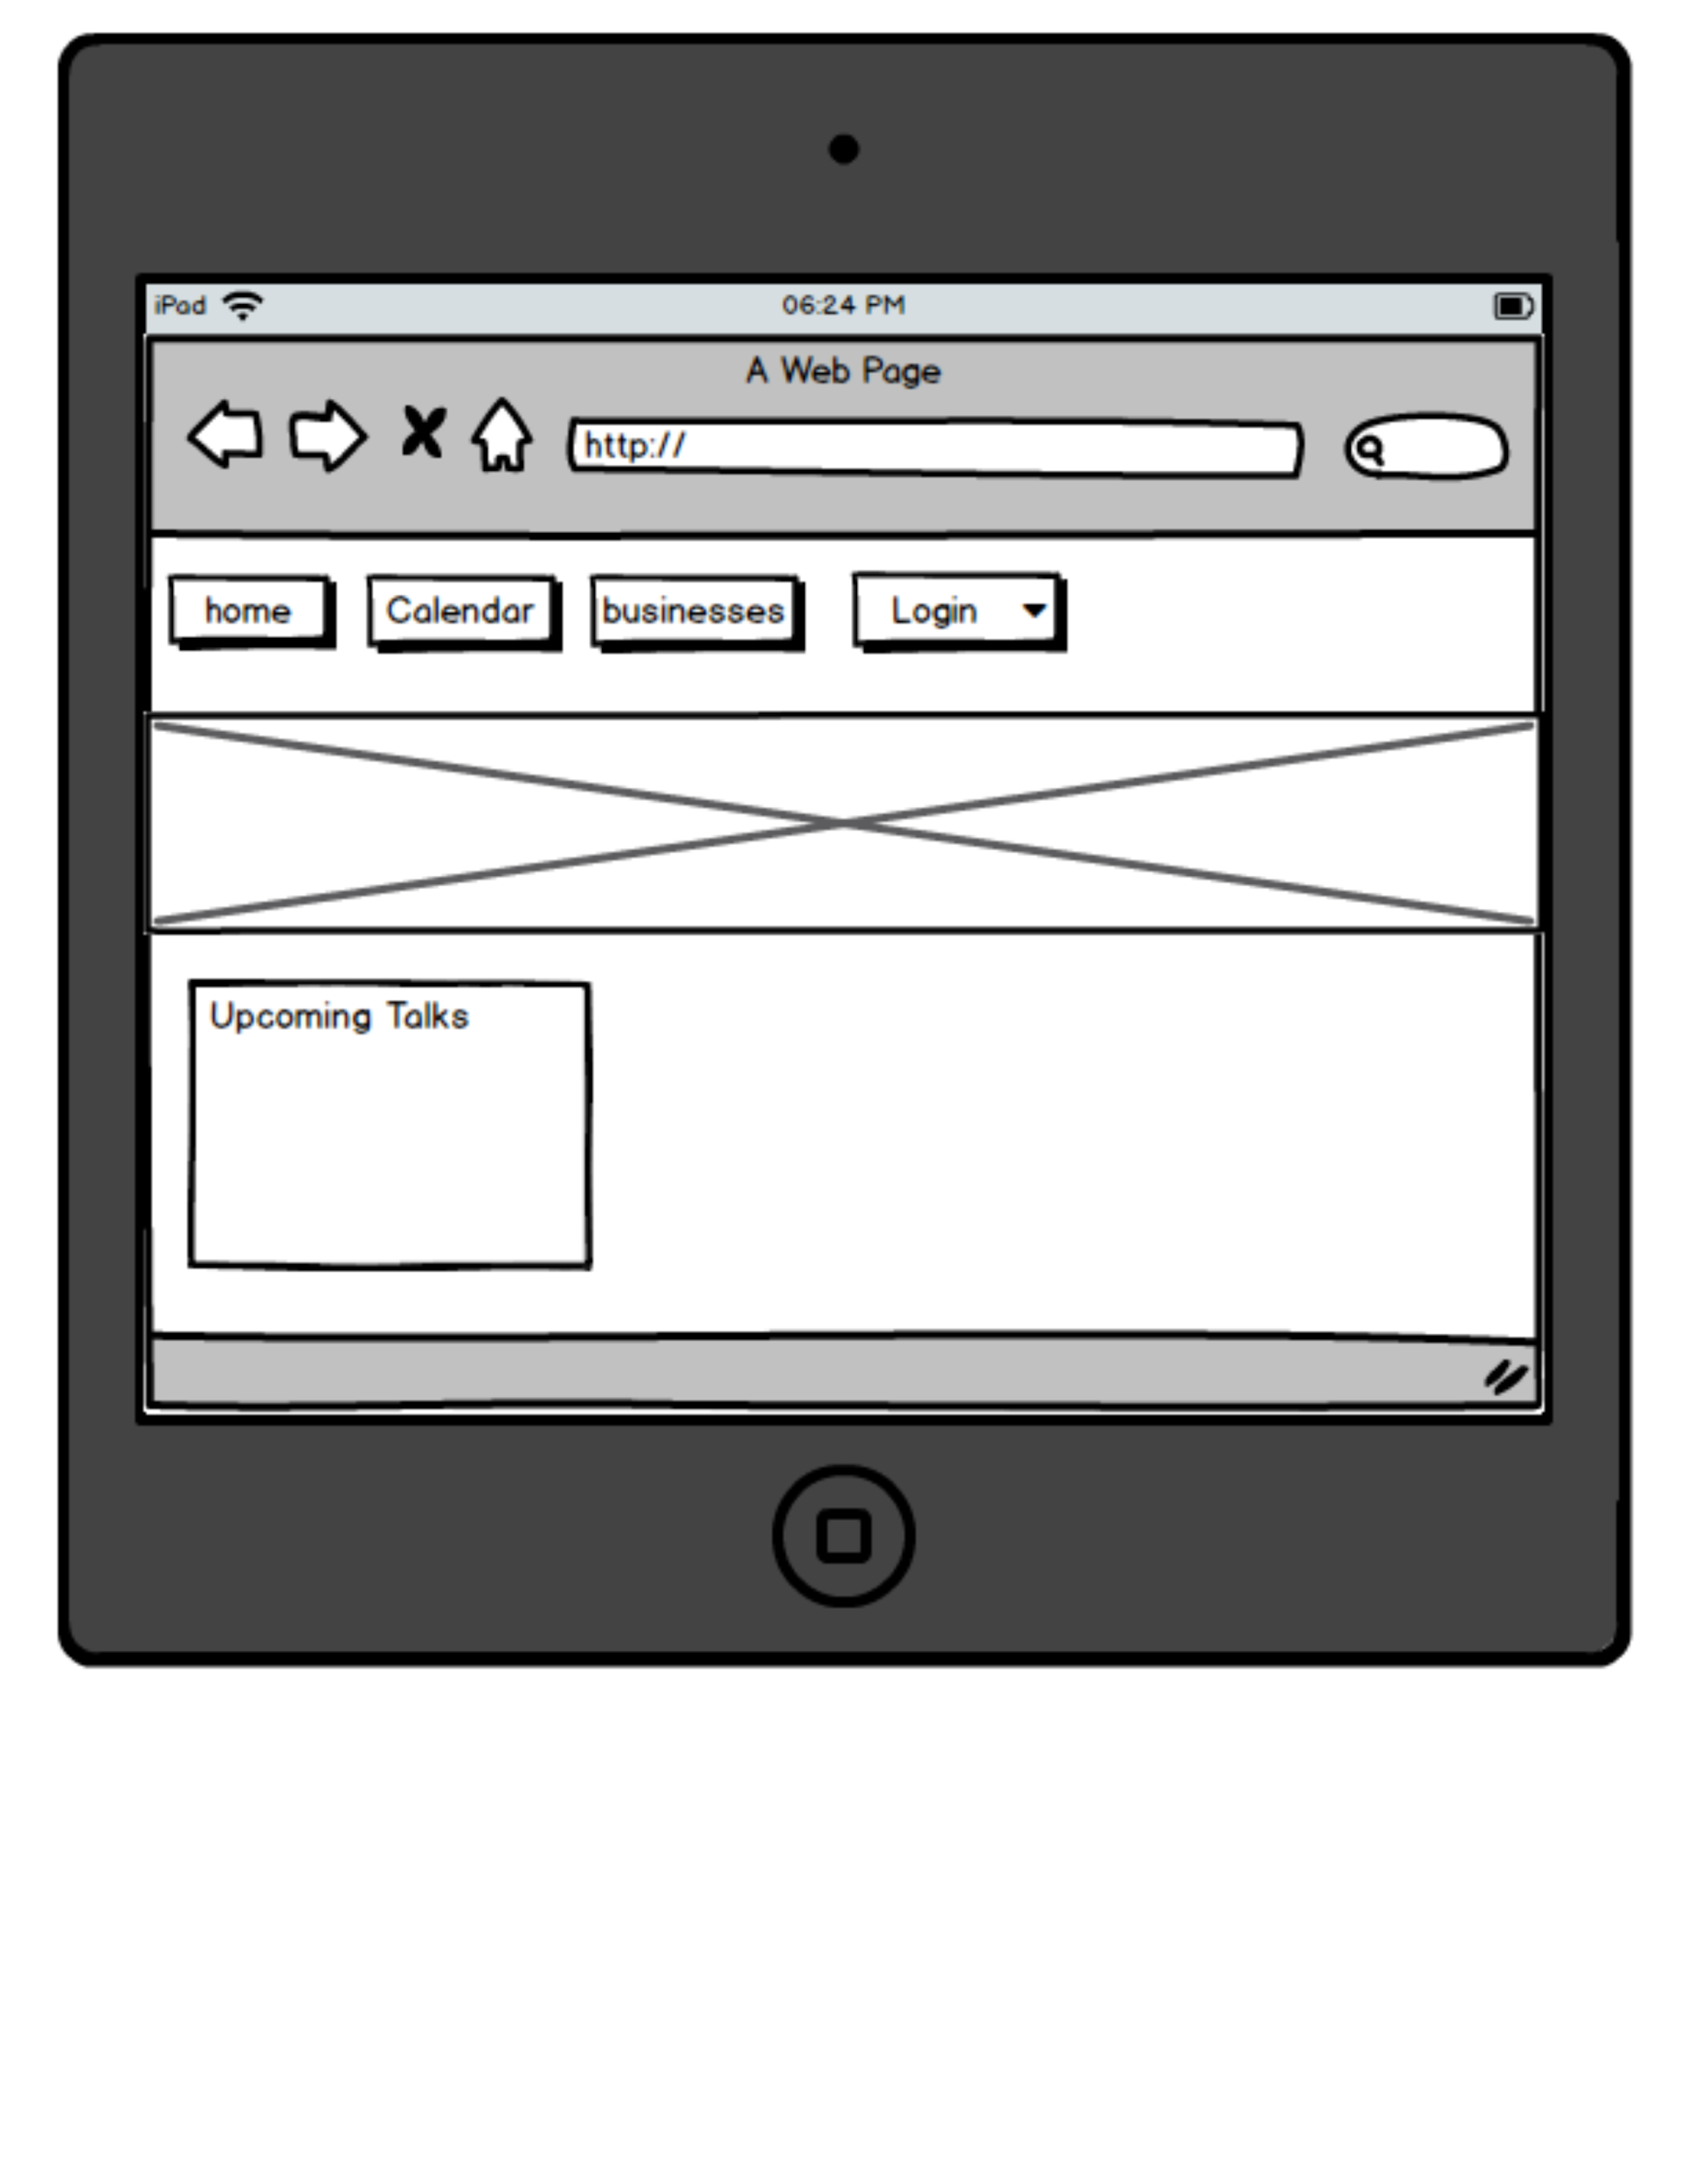 iPad 06:24 PM
A Web Page
http://
home Calendar businesses Login
Upcoming Talks